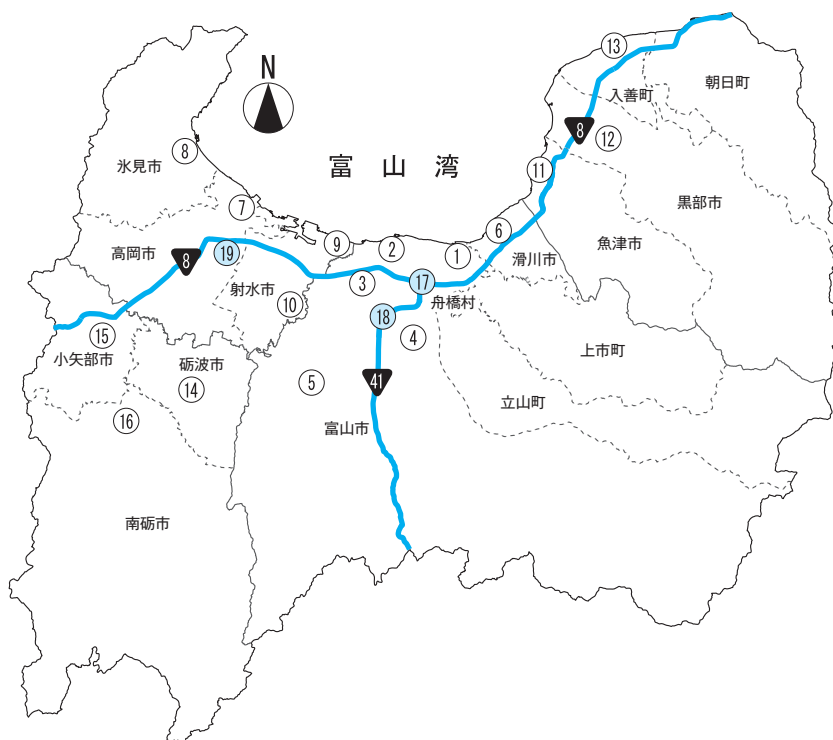 ⑬
N
朝日町
入善町
8
⑫
⑧
氷見市
富山湾
⑪
黒部市
⑦
⑥
魚津市
高岡市
⑲
⑨
②
①
滑川市
8
射水市
③
⑰
舟橋村
⑩
⑱
④
⑮
小矢部市
砺波市
上市町
⑭
⑤
41
立山町
⑯
富山市
南砺市